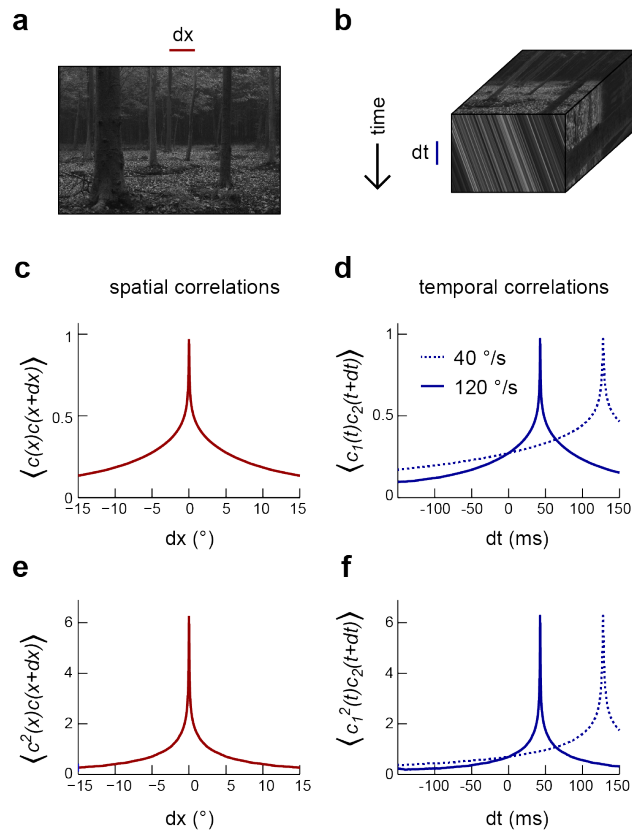 a
dx
b
time
dt
c
spatial correlations
⟨c(x)c(x+dx)⟩
1
0.5
0
−15 −10 −5 0 5 10 15
dx (°)
d
temporal correlations
⟨c₁(t)c₂(t+dt)⟩
40 °/s
120 °/s
1
0.5
0
-100 -50 0 50 100 150
dt (ms)
e
⟨c²(x)c(x+dx)⟩
6
4
2
0
−15 −10 −5 0 5 10 15
dx (°)
f
⟨c₁²(t)c₂(t+dt)⟩
6
4
2
0
-100 -50 0 50 100 150
dt (ms)